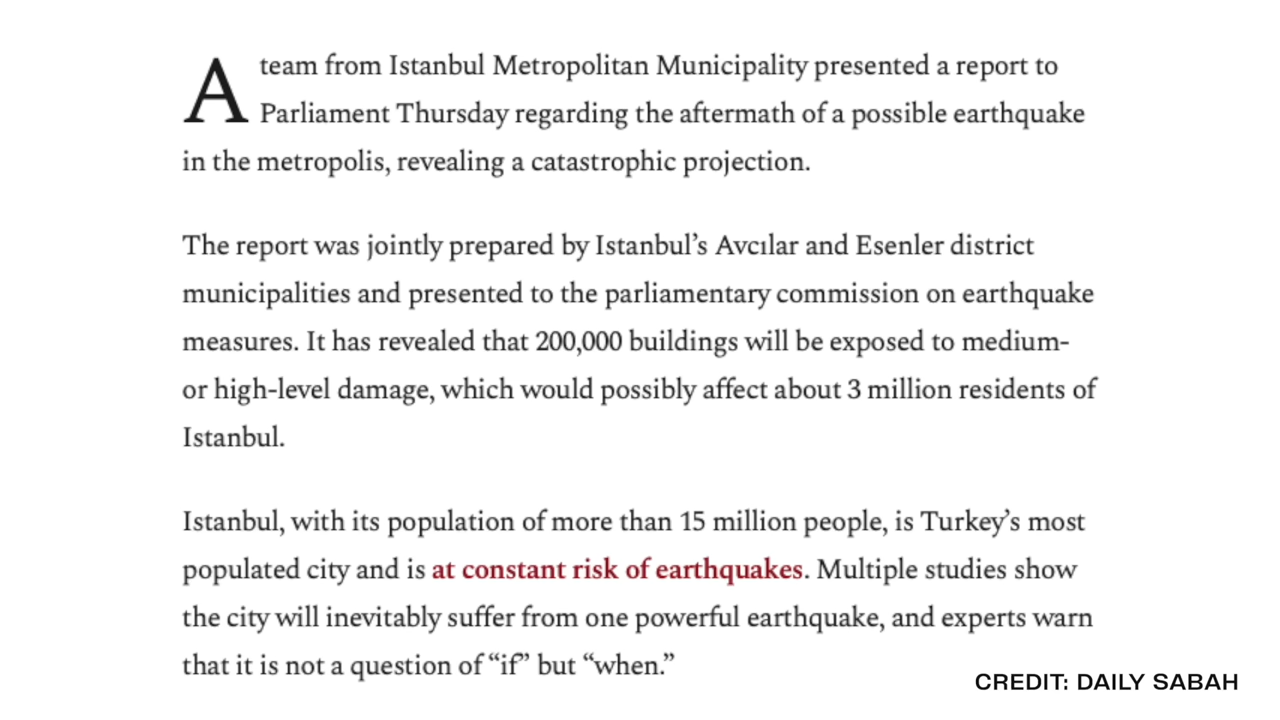 A team from Istanbul Metropolitan Municipality presented a report to
Parliament Thursday regarding the aftermath of a possible earthquake
in the metropolis, revealing a catastrophic projection.
The report was jointly prepared by Istanbul’s Avcılar and Esenler district
municipalities and presented to the parliamentary commission on earthquake
measures. It has revealed that 200,000 buildings will be exposed to medium-
or high-level damage, which would possibly affect about 3 million residents of
Istanbul.
Istanbul, with its population of more than 15 million people, is Turkey’s most
populated city and is at constant risk of earthquakes. Multiple studies show
the city will inevitably suffer from one powerful earthquake, and experts warn
that it is not a question of “if” but “when.”
CREDIT: DAILY SABAH